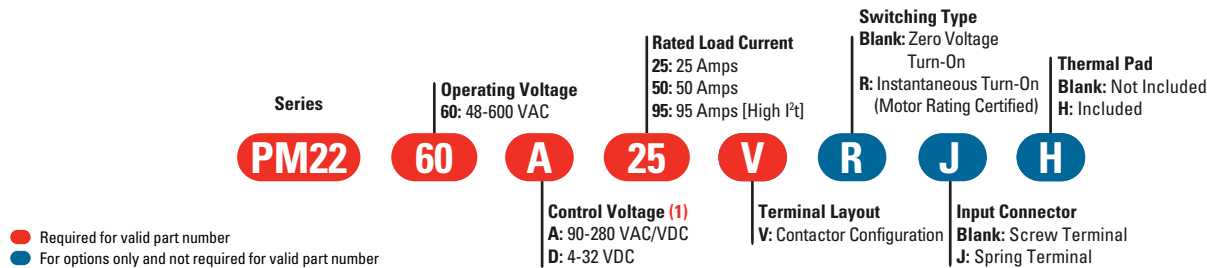 Switching Type
Blank: Zero Voltage
Turn-On
R: Instantaneous Turn-On
(Motor Rating Certified)
Rated Load Current
25: 25 Amps
50: 50 Amps
95: 95 Amps [High I²t]
Thermal Pad
Blank: Not Included
H: Included
Operating Voltage
60: 48-600 VAC
Series
PM22 60 A 25 V R J H
Control Voltage (1)
A: 90-280 VAC/VDC
D: 4-32 VDC
Terminal Layout
V: Contactor Configuration
Input Connector
Blank: Screw Terminal
J: Spring Terminal
Required for valid part number
For options only and not required for valid part number